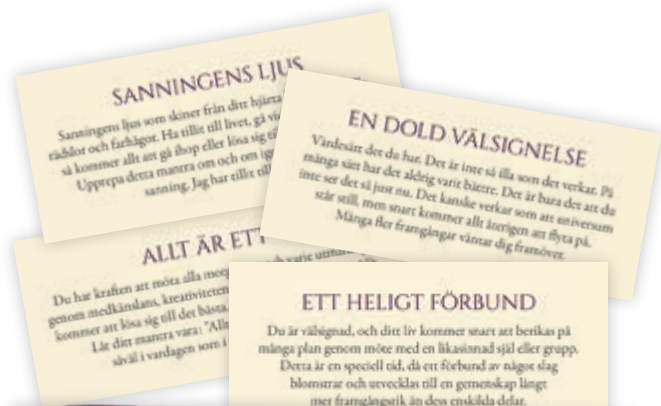 SANNINGENS LJUS
Sanningens ljus som skiner från ditt hjärta
rädslor och farhågor. Ha tillit till livet, gå
så kommer allt att gå ihop eller lösa sig
Upprepa detta mantra om och om
sanning. Jag har tillit
EN DOLD VÄLSIGNELSE
Värdesätt det du har. Det är inte så illa som det verkar. På
många sätt har det aldrig varit bättre. Det är bara det att du
inte ser det så just nu. Det kanske verkar som att universum
står still, men snart kommer allt återigen att flyta på.
Många fler framgångar väntar dig framöver.
ALLT ÄR ETT
Du har kraften att möta alla
och varje
genom medkänslans, kreativiteten
kommer att lösa sig till det bästa.
Låt ditt mantra vara: "Allt
såväl i vardagen som i
ETT HELIGT FÖRBUND
Du är välsignad, och ditt liv kommer snart att berikas på
många plan genom möte med en likasinnad själ eller grupp.
Detta är en speciell tid, då ett förbund av något slag
blomstrar och utvecklas till en gemenskap långt
mer framgångsrik än dess enskilda delar.